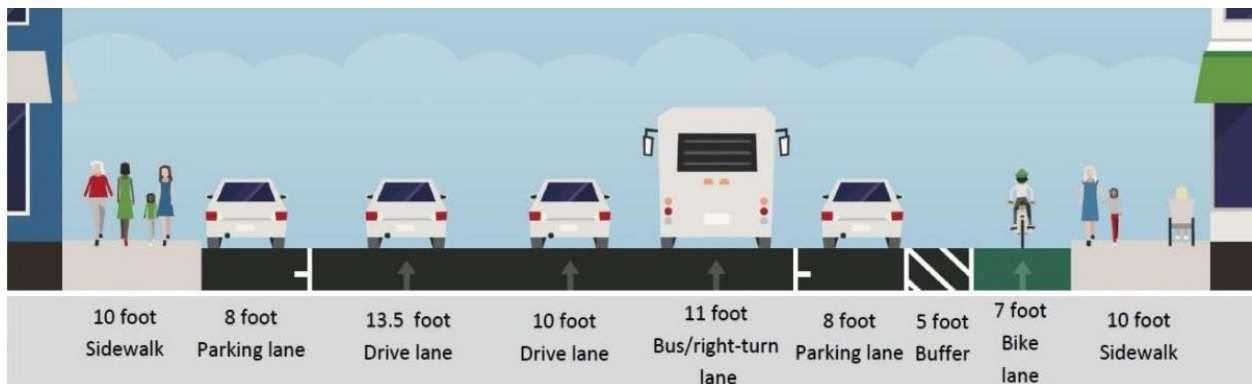 10 foot
Sidewalk
8 foot
Parking lane
13.5 foot
Drive lane
10 foot
Drive lane
11 foot
Bus/right-turn
lane
8 foot
Parking lane
5 foot
Buffer
7 foot
Bike
lane
10 foot
Sidewalk